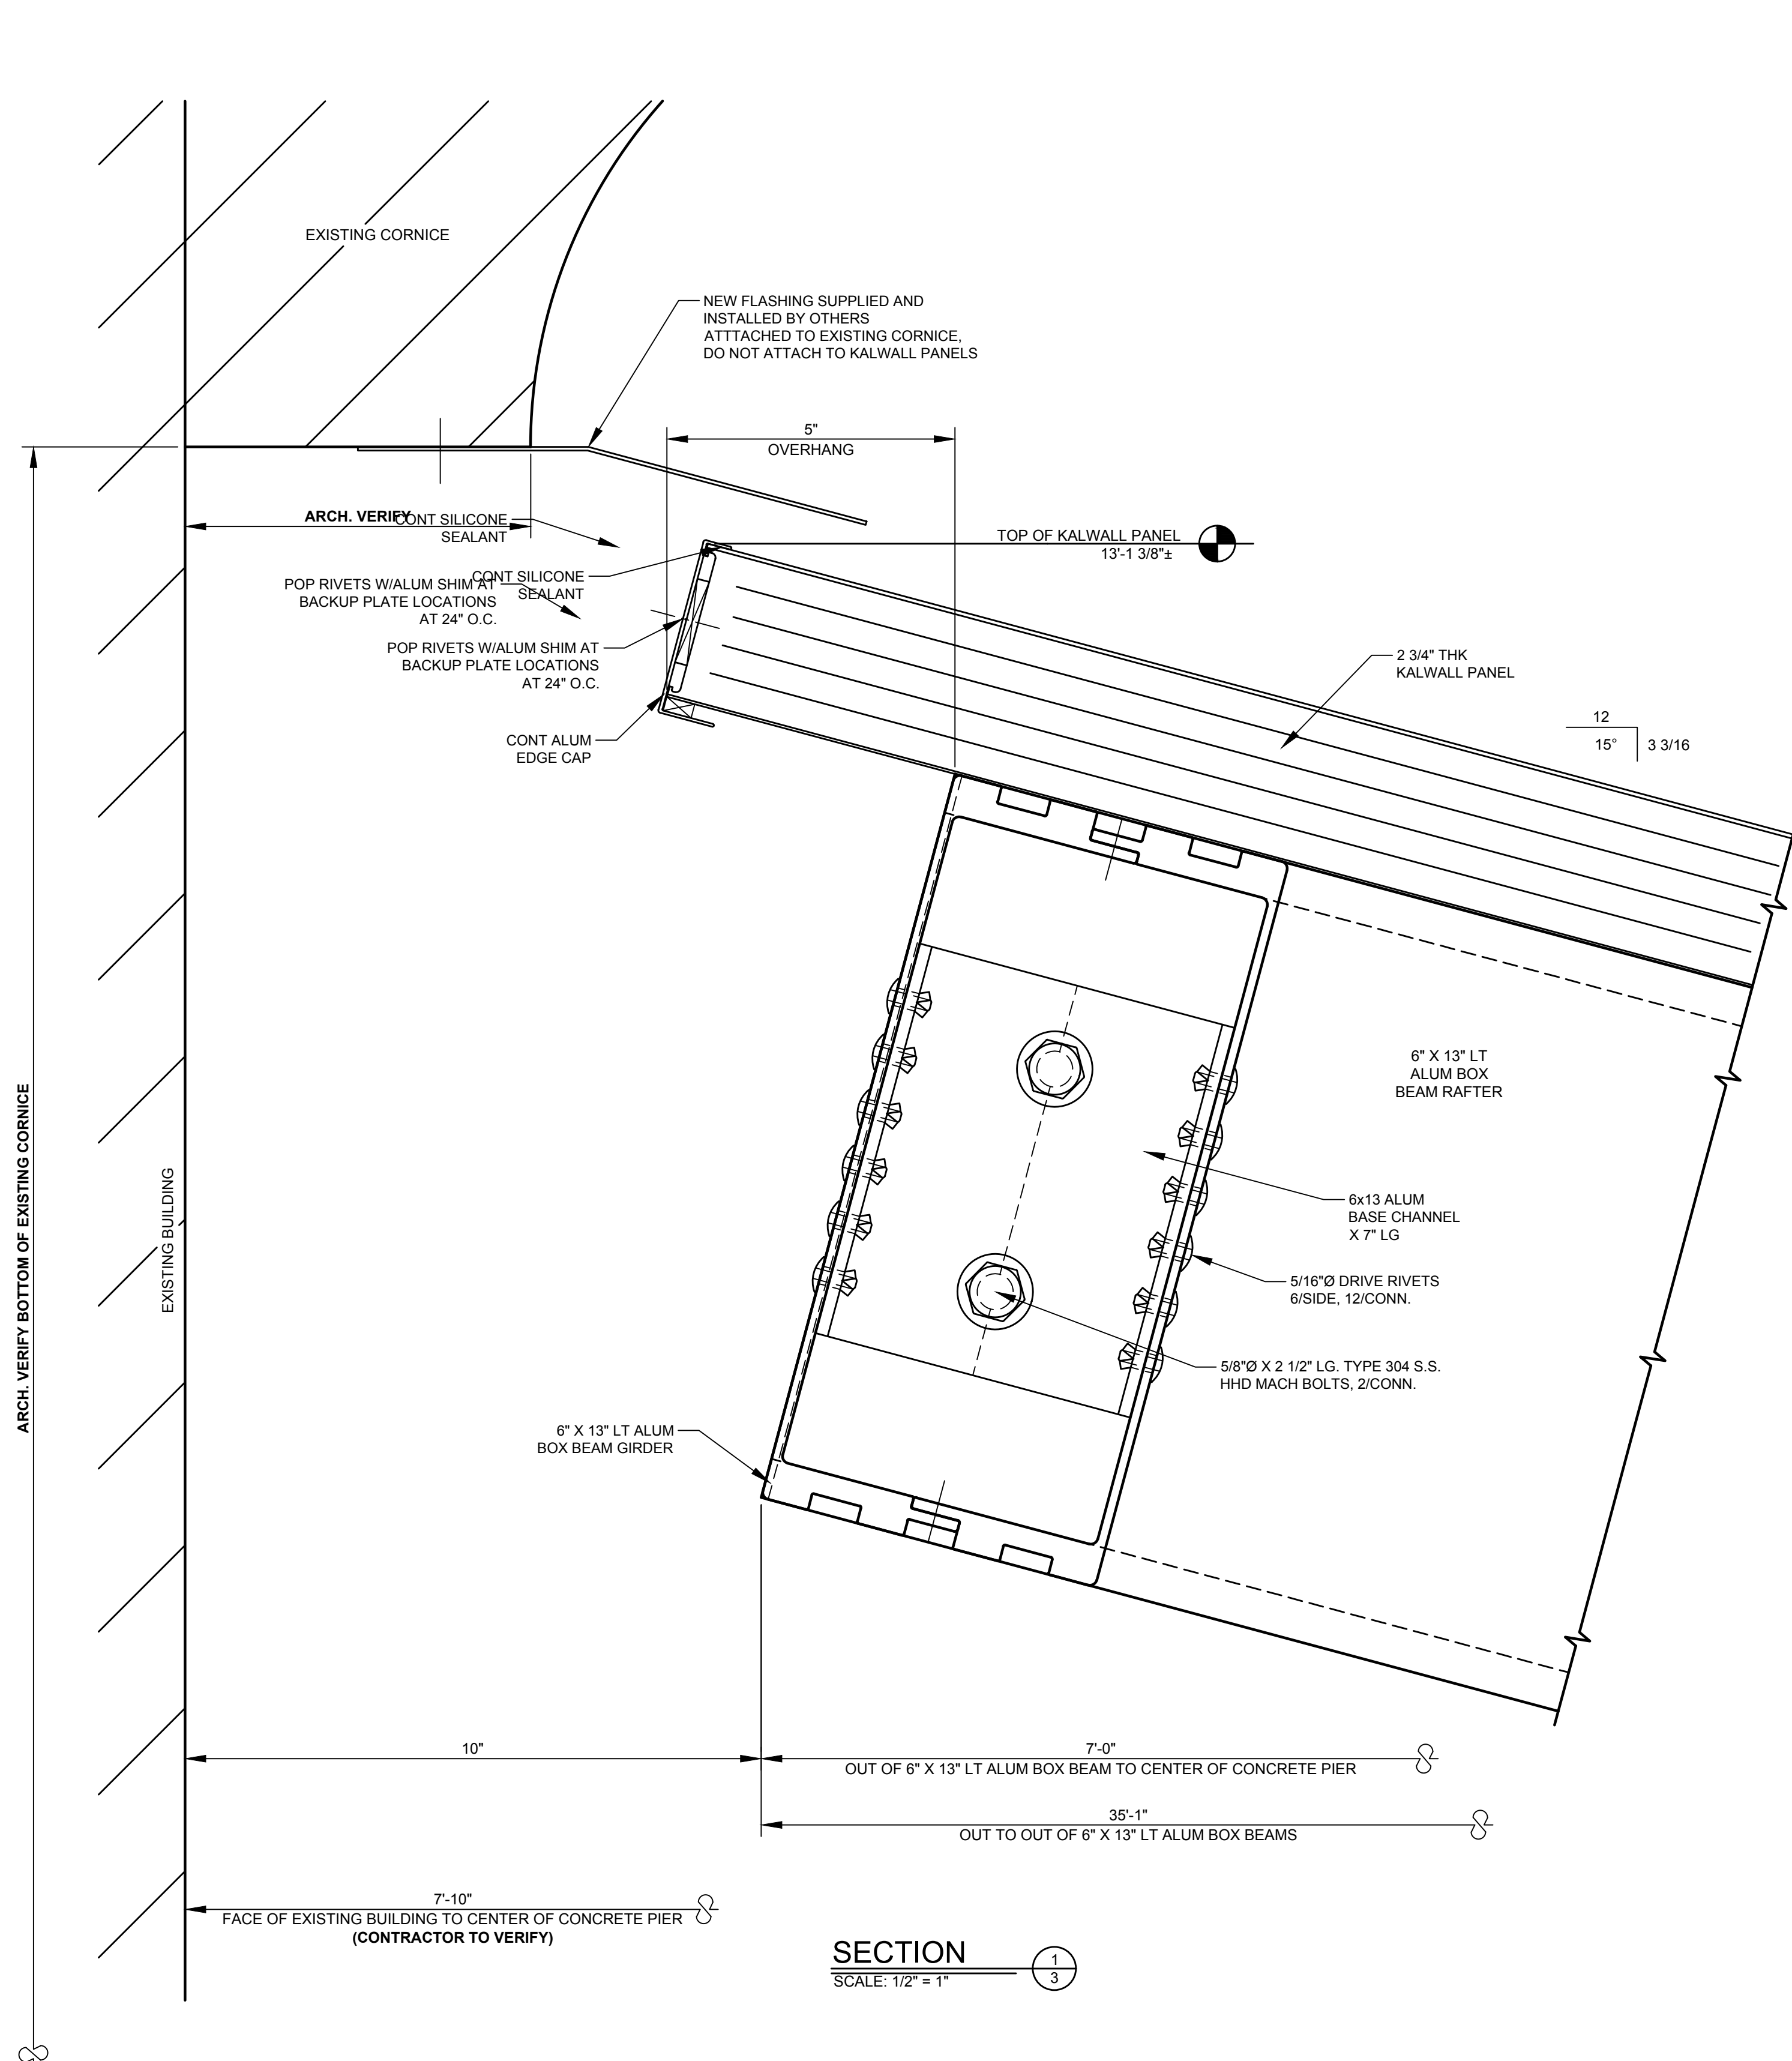 EXISTING CORNICE
NEW FLASHING SUPPLIED AND
INSTALLED BY OTHERS
ATTTACHED TO EXISTING CORNICE,
DO NOT ATTACH TO KALWALL PANELS
5"
OVERHANG
ARCH. VERIFY
CONT SILICONE
SEALANT
TOP OF KALWALL PANEL
13'-1 3/8"±
CONT SILICONE
SEALANT
POP RIVETS W/ALUM SHIM AT
BACKUP PLATE LOCATIONS
AT 24" O.C.
POP RIVETS W/ALUM SHIM AT
BACKUP PLATE LOCATIONS
AT 24" O.C.
2 3/4" THK
KALWALL PANEL
12
15°
3 3/16
CONT ALUM
EDGE CAP
6" X 13" LT
ALUM BOX
BEAM RAFTER
ARCH. VERIFY BOTTOM OF EXISTING CORNICE
EXISTING BUILDING
6x13 ALUM
BASE CHANNEL
X 7" LG
5/16"Ø DRIVE RIVETS
6/SIDE, 12/CONN.
5/8"Ø X 2 1/2" LG. TYPE 304 S.S.
HHD MACH BOLTS, 2/CONN.
6" X 13" LT ALUM
BOX BEAM GIRDER
10"
7'-0"
OUT OF 6" X 13" LT ALUM BOX BEAM TO CENTER OF CONCRETE PIER
35'-1"
OUT TO OUT OF 6" X 13" LT ALUM BOX BEAMS
7'-10"
FACE OF EXISTING BUILDING TO CENTER OF CONCRETE PIER
(CONTRACTOR TO VERIFY)
SECTION
SCALE: 1/2" = 1"
1
3